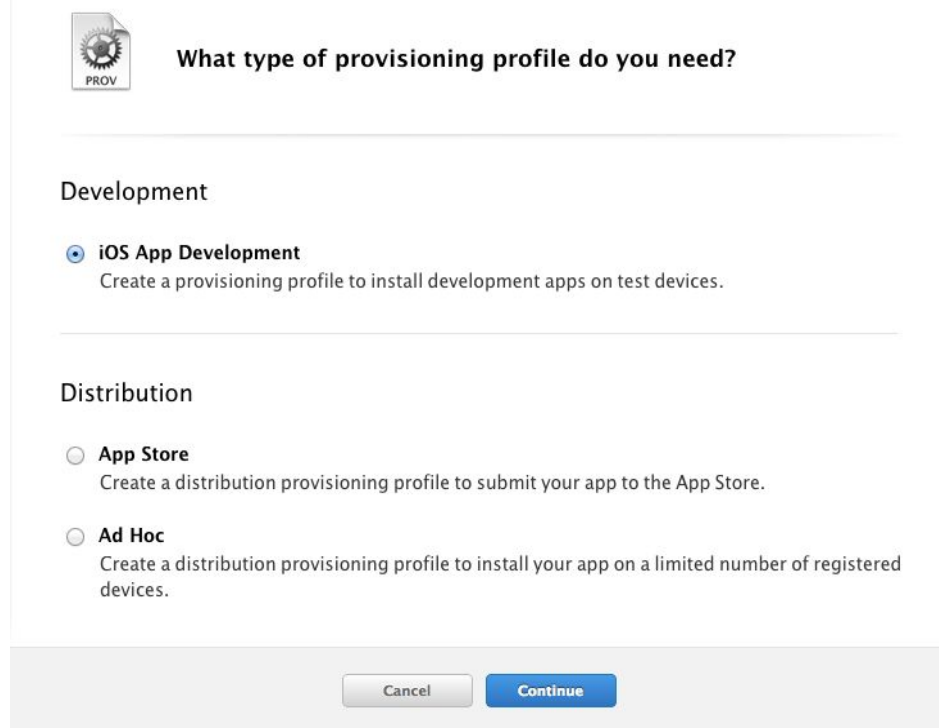 PROV
What type of provisioning profile do you need?
Development
iOS App Development
Create a provisioning profile to install development apps on test devices.
Distribution
App Store
Create a distribution provisioning profile to submit your app to the App Store.
Ad Hoc
Create a distribution provisioning profile to install your app on a limited number of registered
devices.
Cancel
Continue